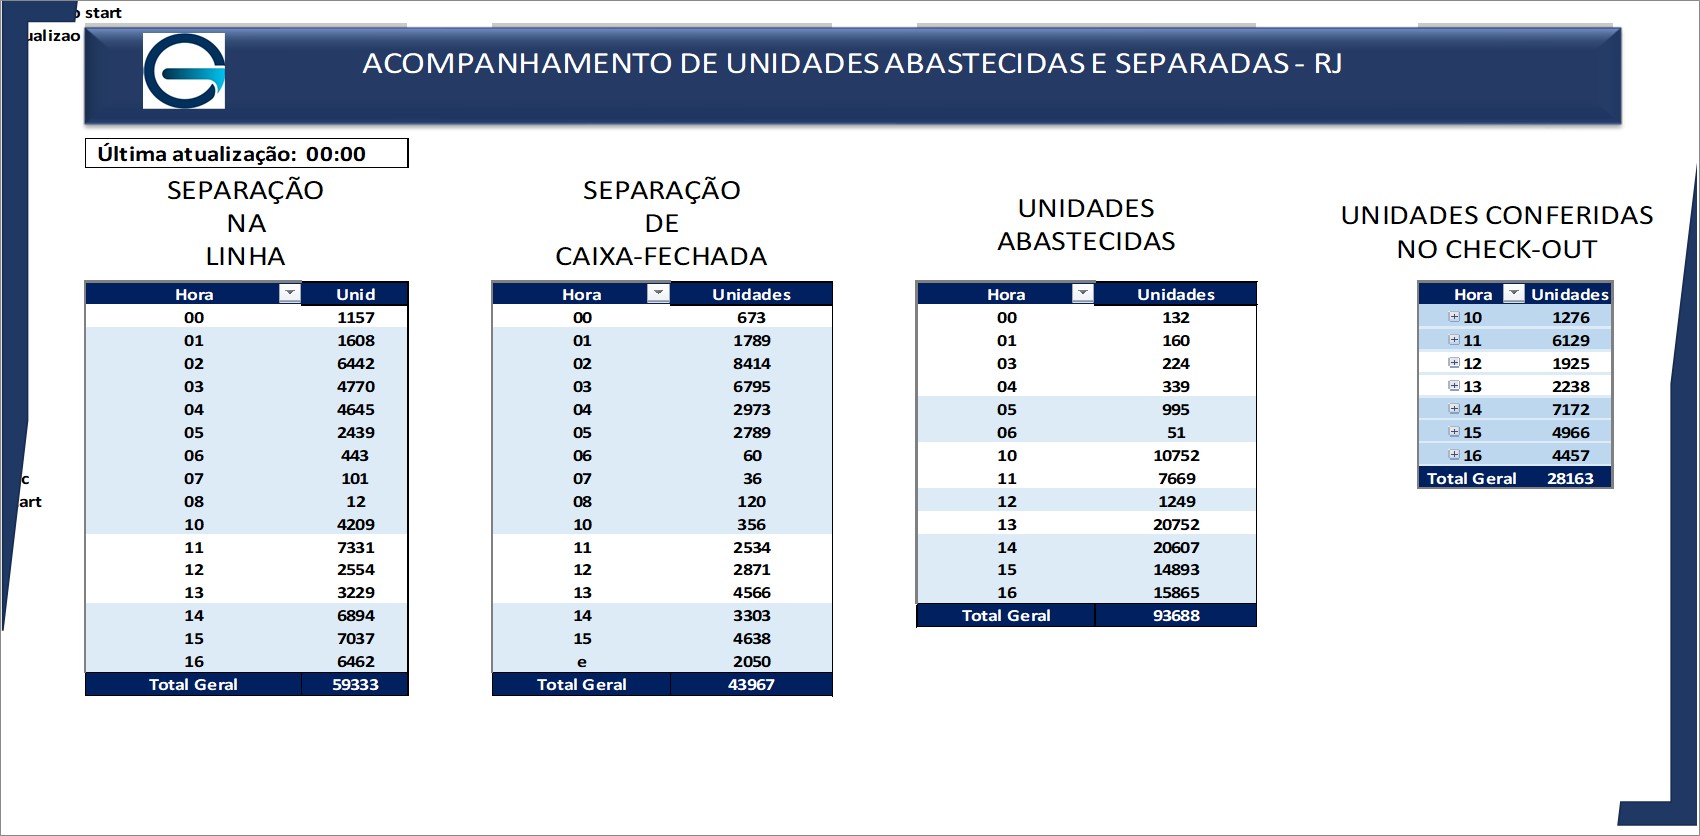 start
ACOMPANHAMENTO DE UNIDADES ABASTECIDAS E SEPARADAS - RJ
Última atualização: 00:00
SEPARAÇÃO
NA
LINHA
Hora Unid
00 1157
01 1608
02 6442
03 4770
04 4645
05 2439
06 443
07 101
08 12
10 4209
11 7331
12 2554
13 3229
14 6894
15 7037
16 6462
Total Geral 59333
SEPARAÇÃO
DE
CAIXA-FECHADA
Hora Unidades
00 673
01 1789
02 8414
03 6795
04 2973
05 2789
06 60
07 36
08 120
10 356
11 2534
12 2871
13 4566
14 3303
15 4638
e 2050
Total Geral 43967
UNIDADES
ABASTECIDAS
Hora Unidades
00 132
01 160
03 224
04 339
05 995
06 51
10 10752
11 7669
12 1249
13 20752
14 20607
15 14893
16 15865
Total Geral 93688
UNIDADES CONFERIDAS
NO CHECK-OUT
Hora Unidades
10 1276
11 6129
12 1925
13 2238
14 7172
15 4966
16 4457
Total Geral 28163